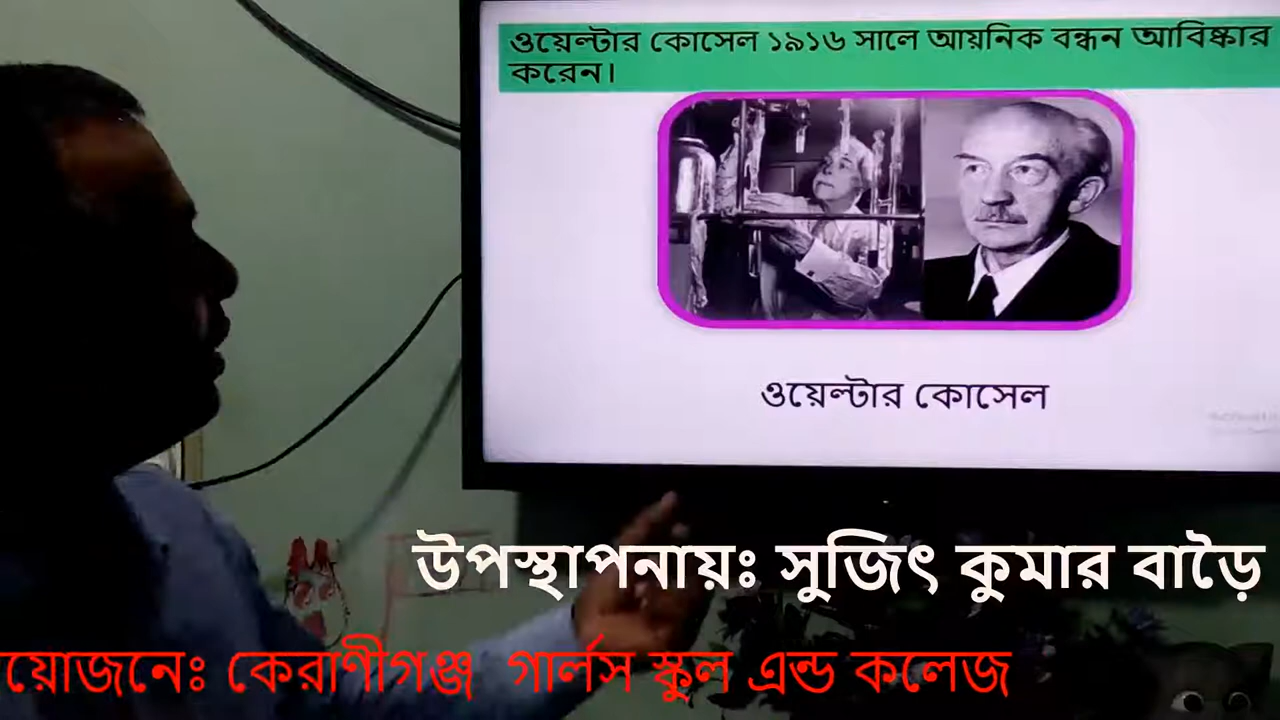 ওয়েল্টার কোসেল ১৯১৬ সালে আয়নিক বন্ধন আবিষ্কার
করেন।
ওয়েল্টার কোসেল
উপস্থাপনায়ঃ সুজিৎ কুমার বাড়ৈ
য়োজনেঃ কেরাণীগঞ্জ গার্লস স্কুল এন্ড কলেজ